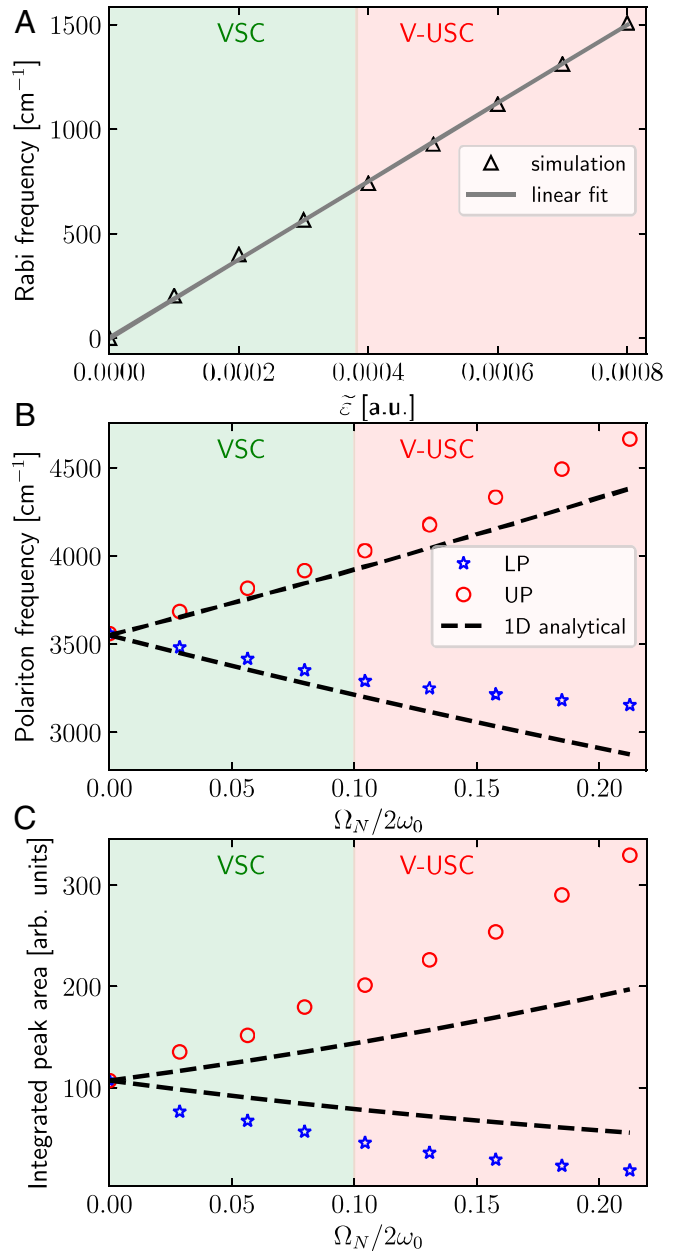 A
VSC
V-USC
Rabi frequency [cm⁻¹]
1500
1000
500
0
simulation
linear fit
0.0000
0.0002
0.0004
0.0006
0.0008
ε̃ [a.u.]
B
VSC
V-USC
Polariton frequency [cm⁻¹]
4500
4000
3500
3000
LP
UP
1D analytical
0.00
0.05
0.10
0.15
0.20
Ω_N/2ω₀
C
VSC
V-USC
Integrated peak area [arb. units]
300
200
100
0.00
0.05
0.10
0.15
0.20
Ω_N/2ω₀